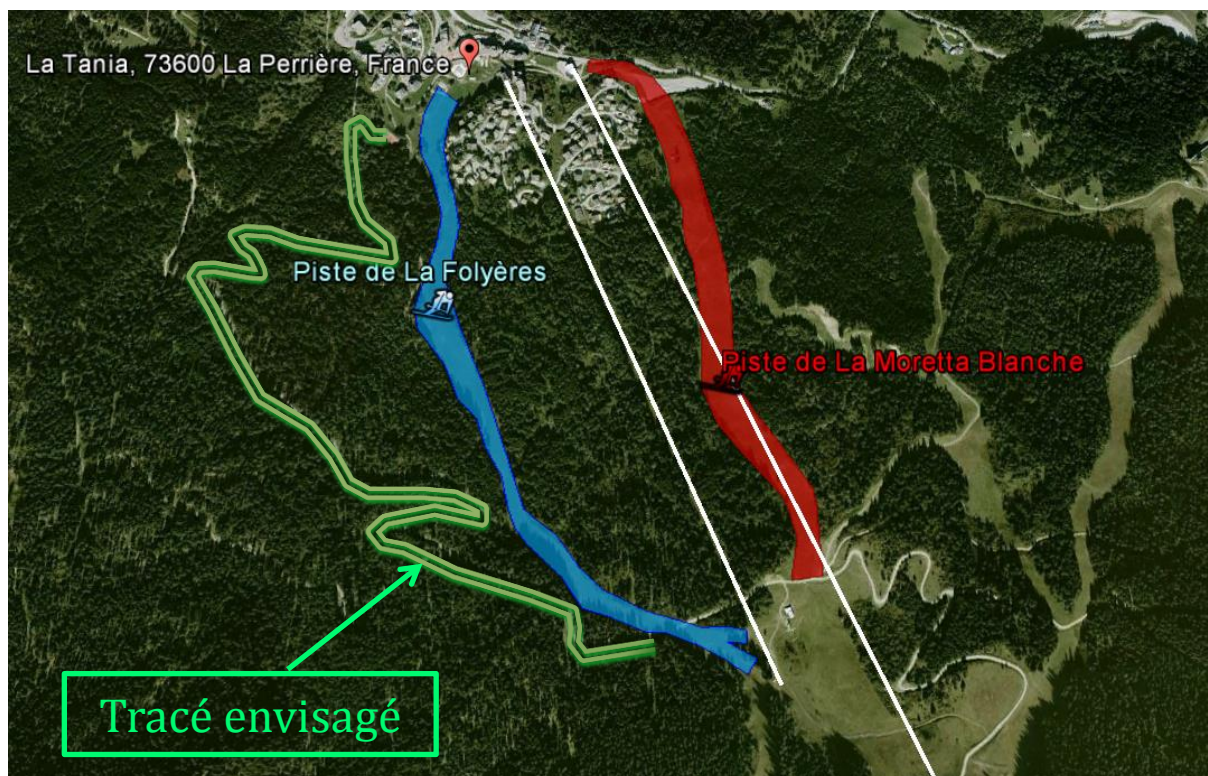 La Tania, 73600 La Perrière, France
Piste de La Folyères
Piste de La Moretta Blanche
Tracé envisagé